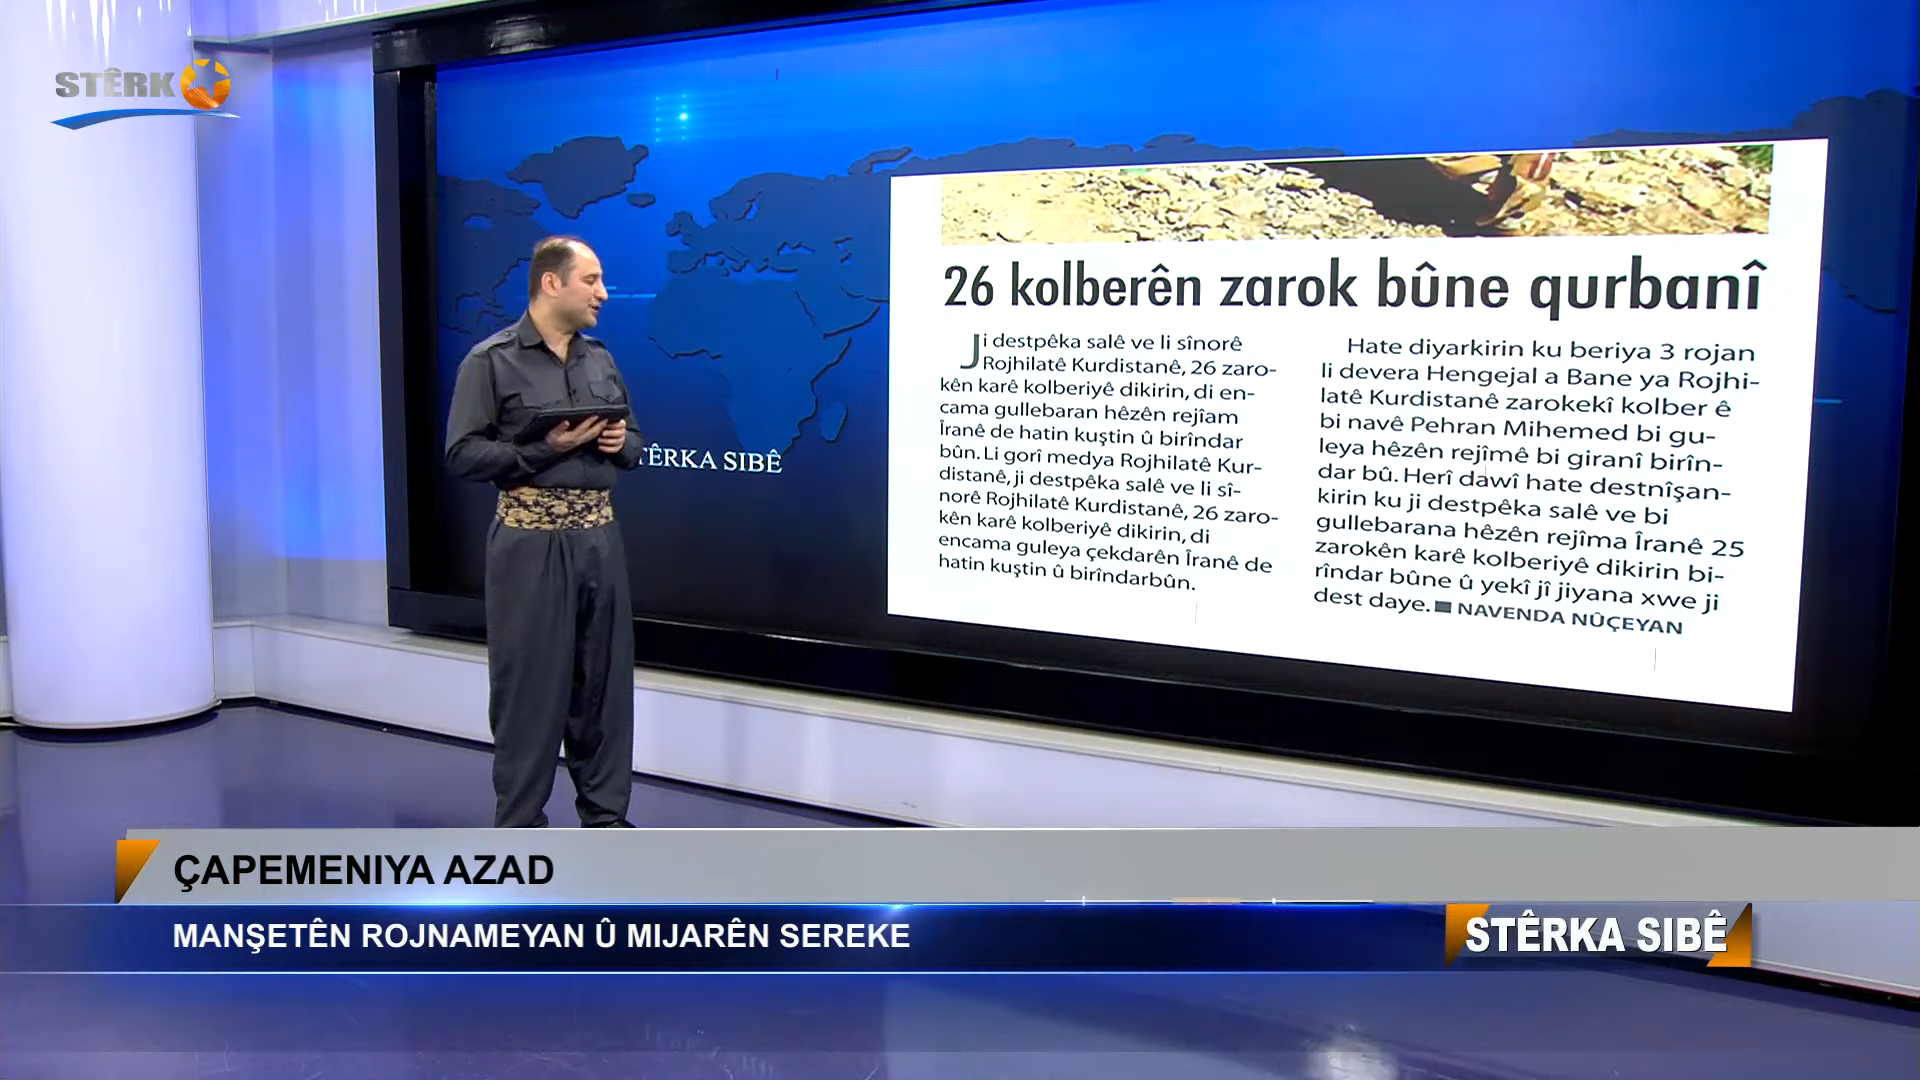 STÊRK
26 kolberên zarok bûne qurbanî
Ji destpêka salê ve li sînorê
Rojhilatê Kurdistanê, 26 zaro-
kên karê kolberiyê dikirin, di en-
cama gullebaran hêzên rejîam
Îranê de hatin kuştin û birîndar
bûn. Li gorî medya Rojhilatê Kur-
distanê, ji destpêka salê ve li sî-
norê Rojhilatê Kurdistanê, 26 zaro-
kên karê kolberiyê dikirin, di
encama guleya çekdarên Îranê de
hatin kuştin û birîndarbûn.
Hate diyarkirin ku beriya 3 rojan
li devera Hengejal a Bane ya Rojhi-
latê Kurdistanê zarokekî kolber ê
bi navê Pehran Mihemed bi gu-
leya hêzên rejîmê bi giranî birîn-
dar bû. Herî dawî hate destnîşan-
kirin ku ji destpêka salê ve bi
gullebarana hêzên rejîma Îranê 25
zarokên karê kolberiyê dikirin bi-
rîndar bûne û yekî jî jiyana xwe ji
dest daye. ■ NAVENDA NÛÇEYAN
TÊRKA SIBÊ
ÇAPEMENIYA AZAD
MANŞETÊN ROJNAMEYAN Û MIJARÊN SEREKE
STÊRKA SIBÊ